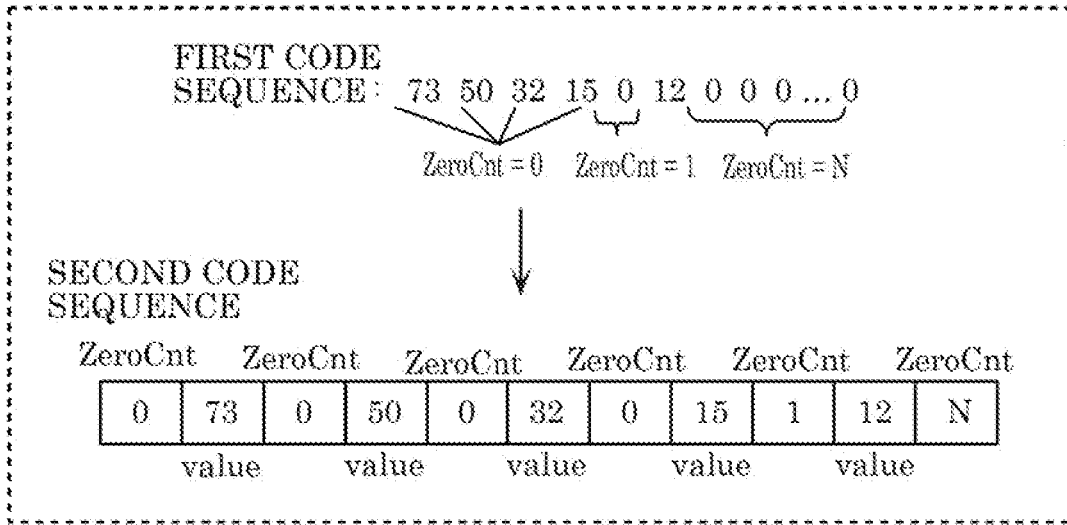 FIRST CODE
SEQUENCE: 73 50 32 15 0 12 0 0 0 ... 0
ZeroCnt = 0 ZeroCnt = 1 ZeroCnt = N
SECOND CODE
SEQUENCE
ZeroCnt ZeroCnt ZeroCnt ZeroCnt ZeroCnt ZeroCnt
0 73 0 50 0 32 0 15 1 12 N
value value value value value